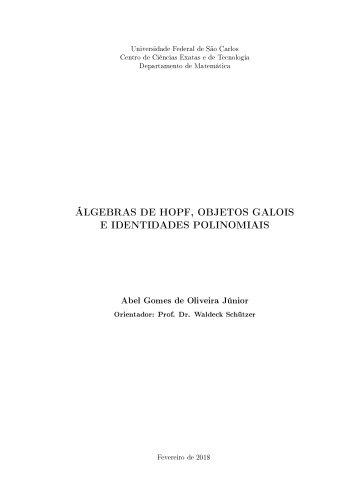 Universidade Federal de São Carlos
Centro de Ciências Exatas e de Tecnologia
Departamento de Matemática
ÁLGEBRAS DE HOPF, OBJETOS GALOIS
E IDENTIDADES POLINOMIAIS
Abel Gomes de Oliveira Júnior
Orientador: Prof. Dr. Waldeck Schützer
Fevereiro de 2018